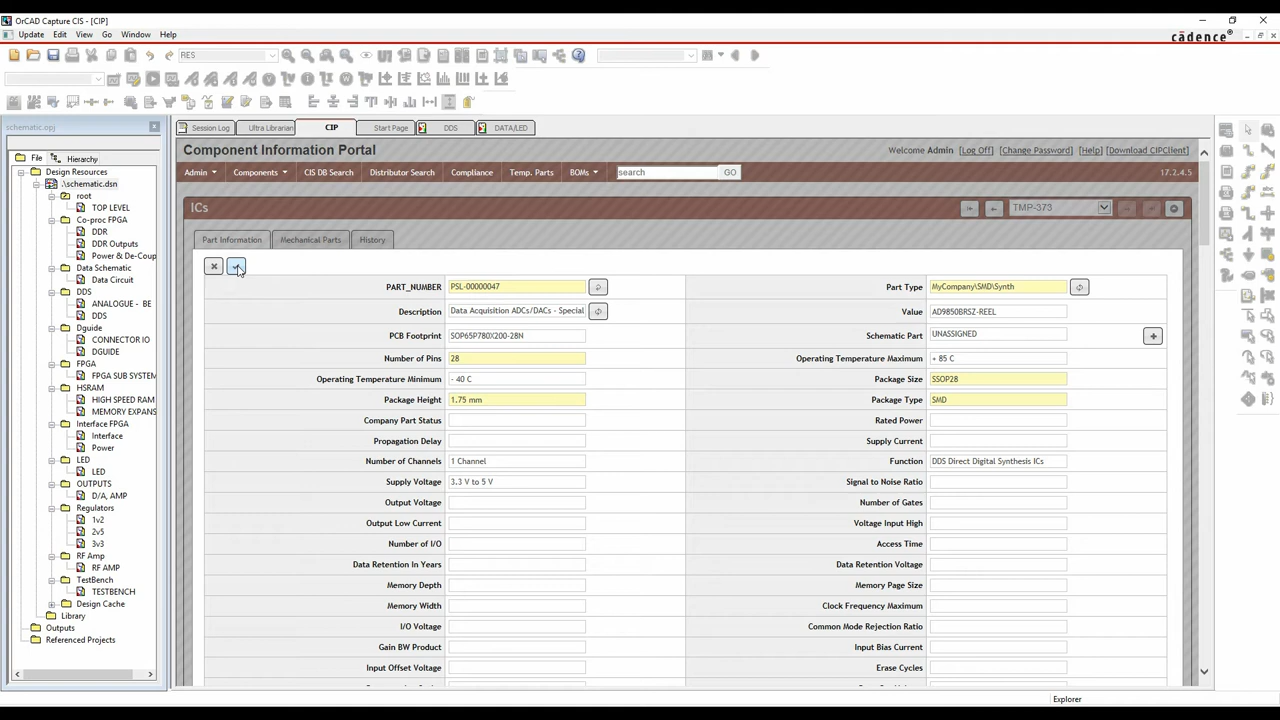 OrCAD Capture CIS - [CIP]
Update Edit View Go Window Help
cādence®
RES
schematic.opj
File Hierarchy
Design Resources
.\schematic.dsn
root
TOP LEVEL
Co-proc FPGA
DDR
DDR Outputs
Power & De-Coup
Data Schematic
Data Circuit
DDS
ANALOGUE - BE
DDS
Dguide
CONNECTOR IO
DGUIDE
FPGA
FPGA SUB SYSTEM
HSRAM
HIGH SPEED RAM
MEMORY EXPANS
Interface FPGA
Interface
Power
LED
LED
OUTPUTS
D/A, AMP
Regulators
1v2
2v5
3v3
RF Amp
RF AMP
TestBench
TESTBENCH
Design Cache
Library
Outputs
Referenced Projects
Session Log Ultra Librarian CIP Start Page DDS DATA/LED
Component Information Portal
Welcome Admin [Log Off] [Change Password] [Help] [Download CIPClient]
Admin Components CIS DB Search Distributor Search Compliance Temp. Parts BOMs search GO 17.2.4.5
ICs TMP-373
Part Information Mechanical Parts History
PART_NUMBER PSL-00000047 Part Type MyCompany\SMD\Synth
Description Data Acquisition ADCs/DACs - Special Value AD9850BRSZ-REEL
PCB Footprint SOP65P780X200-28N Schematic Part UNASSIGNED
Number of Pins 28 Operating Temperature Maximum + 85 C
Operating Temperature Minimum - 40 C Package Size SSOP28
Package Height 1.75 mm Package Type SMD
Company Part Status Rated Power
Propagation Delay Supply Current
Number of Channels 1 Channel Function DDS Direct Digital Synthesis ICs
Supply Voltage 3.3 V to 5 V Signal to Noise Ratio
Output Voltage Number of Gates
Output Low Current Voltage Input High
Number of I/O Access Time
Data Retention In Years Data Retention Voltage
Memory Depth Memory Page Size
Memory Width Clock Frequency Maximum
I/O Voltage Common Mode Rejection Ratio
Gain BW Product Input Bias Current
Input Offset Voltage Erase Cycles
Explorer